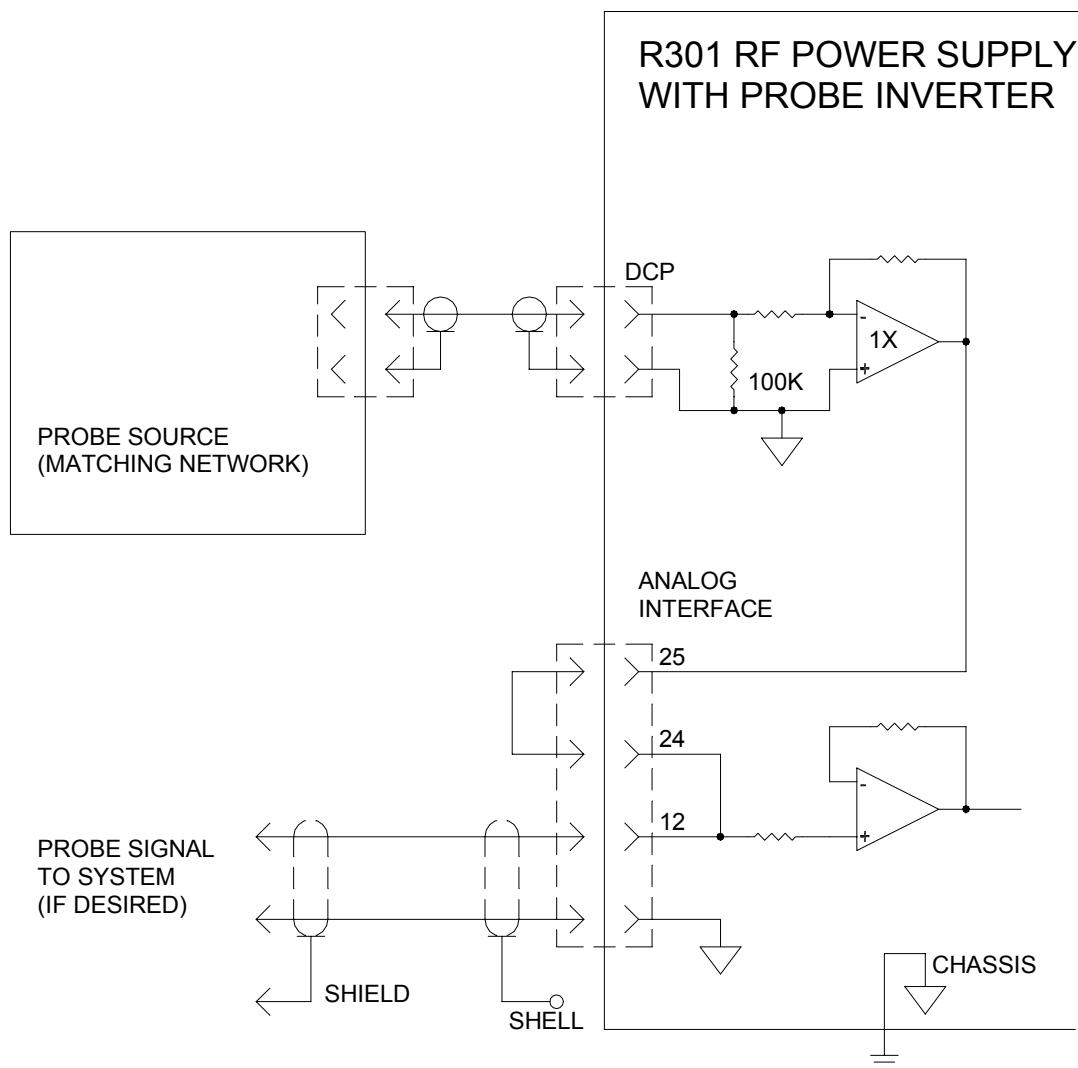 R301 RF POWER SUPPLY
WITH PROBE INVERTER
DCP
-
1X
+
100K
PROBE SOURCE
(MATCHING NETWORK)
ANALOG
INTERFACE
25
24
-
12
+
PROBE SIGNAL
TO SYSTEM
(IF DESIRED)
CHASSIS
SHIELD
SHELL